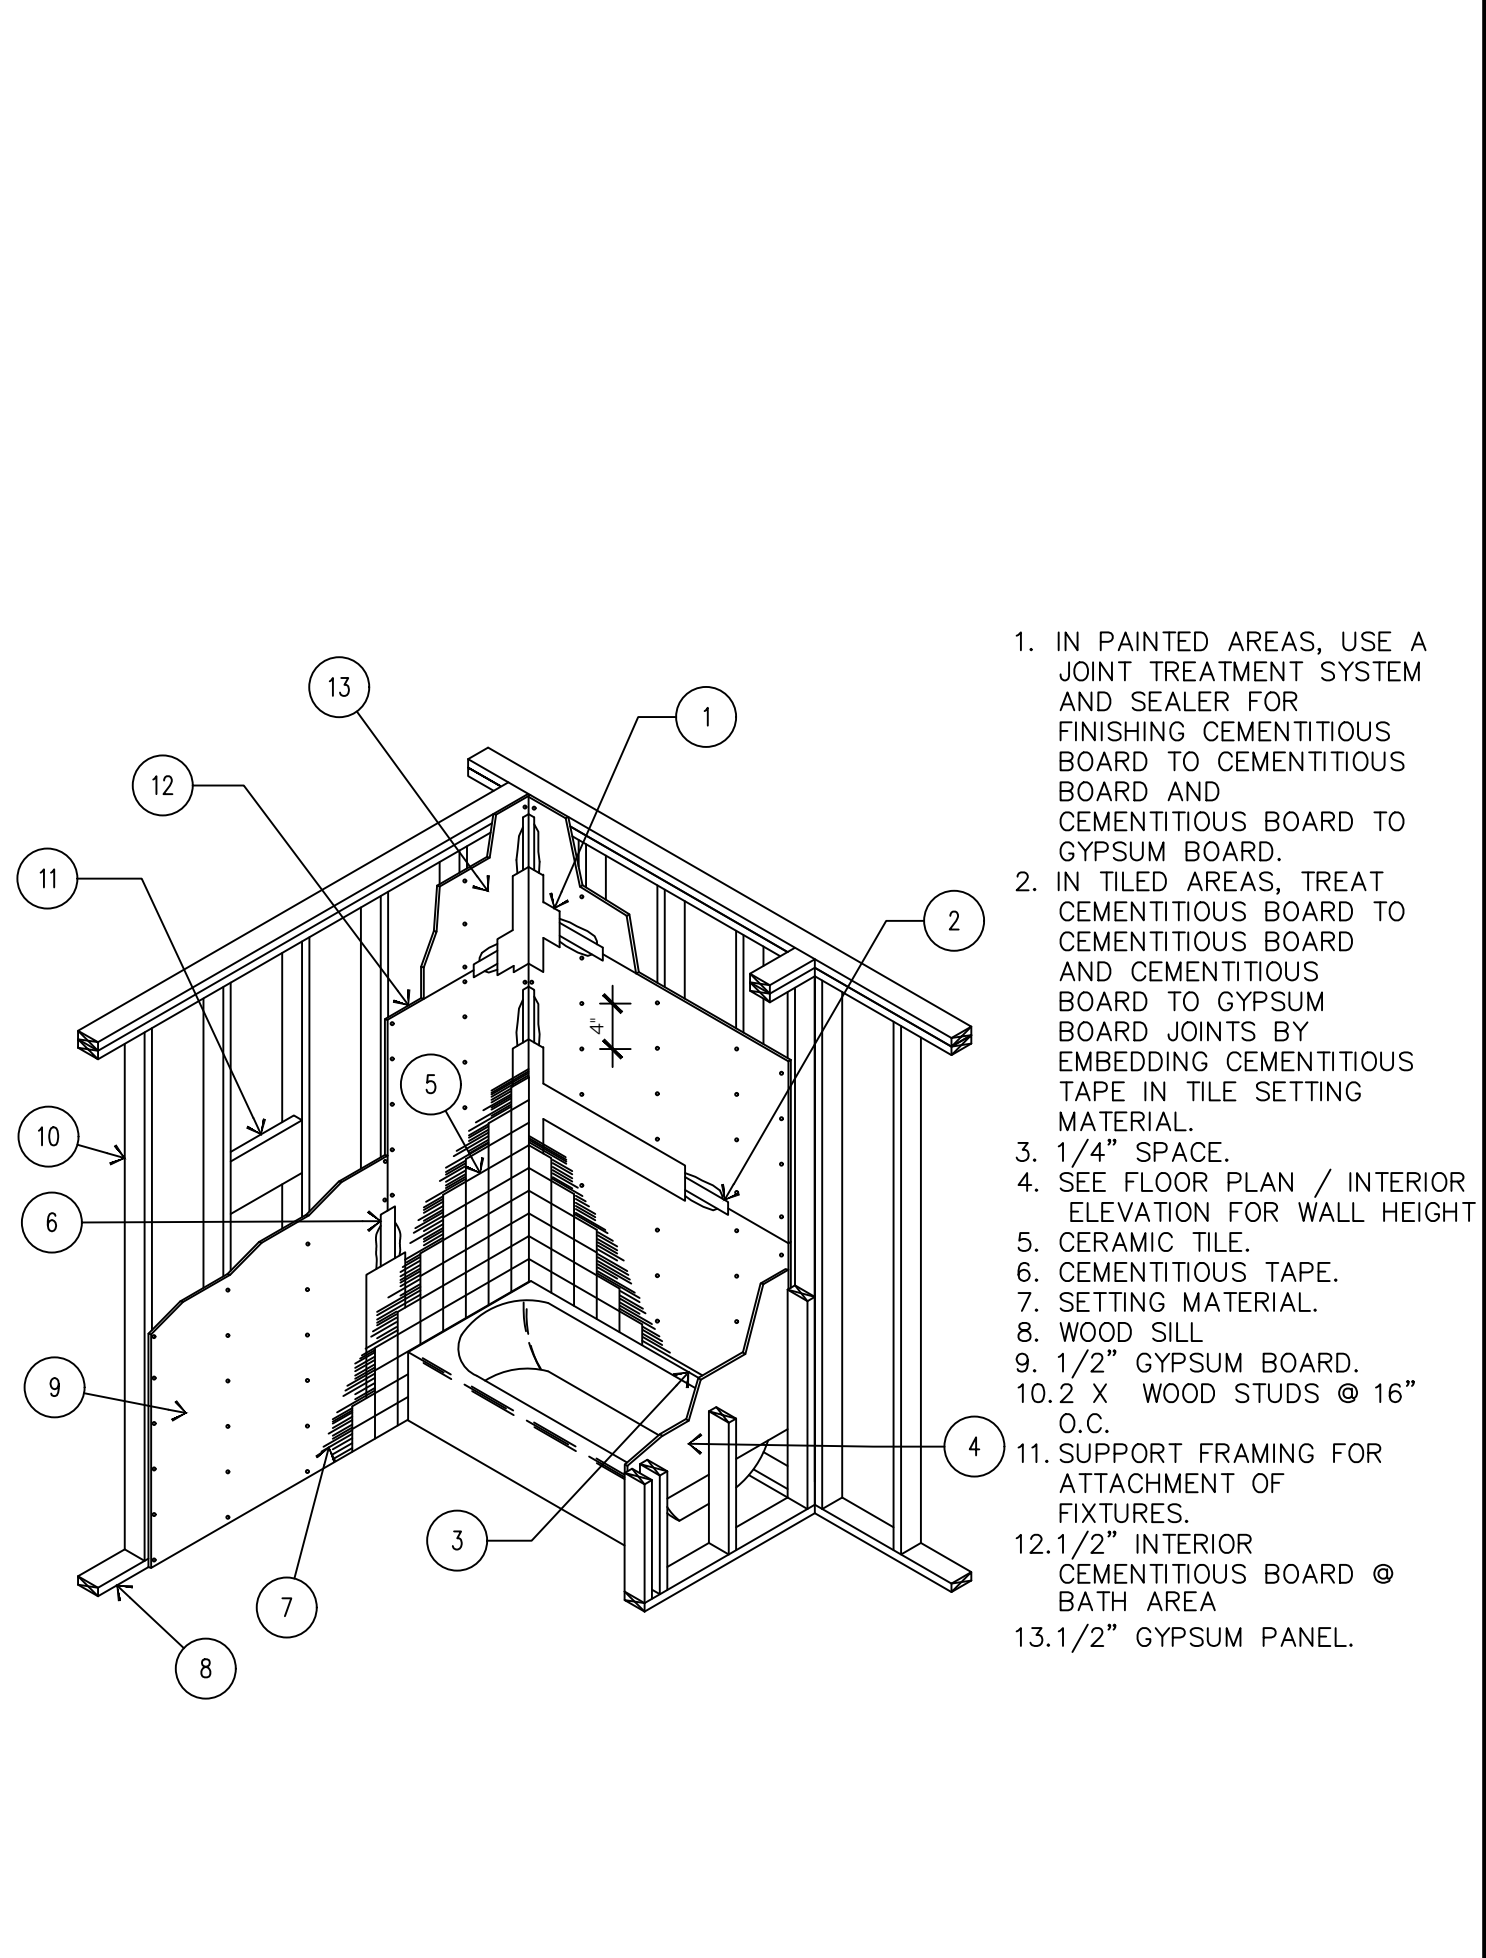 13
1
12
11
2
4"
5
10
6
9
4
3
7
8
1. IN PAINTED AREAS, USE A
JOINT TREATMENT SYSTEM
AND SEALER FOR
FINISHING CEMENTITIOUS
BOARD TO CEMENTITIOUS
BOARD AND
CEMENTITIOUS BOARD TO
GYPSUM BOARD.
2. IN TILED AREAS, TREAT
CEMENTITIOUS BOARD TO
CEMENTITIOUS BOARD
AND CEMENTITIOUS
BOARD TO GYPSUM
BOARD JOINTS BY
EMBEDDING CEMENTITIOUS
TAPE IN TILE SETTING
MATERIAL.
3. 1/4” SPACE.
4. SEE FLOOR PLAN / INTERIOR
ELEVATION FOR WALL HEIGHT
5. CERAMIC TILE.
6. CEMENTITIOUS TAPE.
7. SETTING MATERIAL.
8. WOOD SILL
9. 1/2” GYPSUM BOARD.
10. 2 X WOOD STUDS @ 16”
O.C.
11. SUPPORT FRAMING FOR
ATTACHMENT OF
FIXTURES.
12. 1/2” INTERIOR
CEMENTITIOUS BOARD @
BATH AREA
13. 1/2” GYPSUM PANEL.